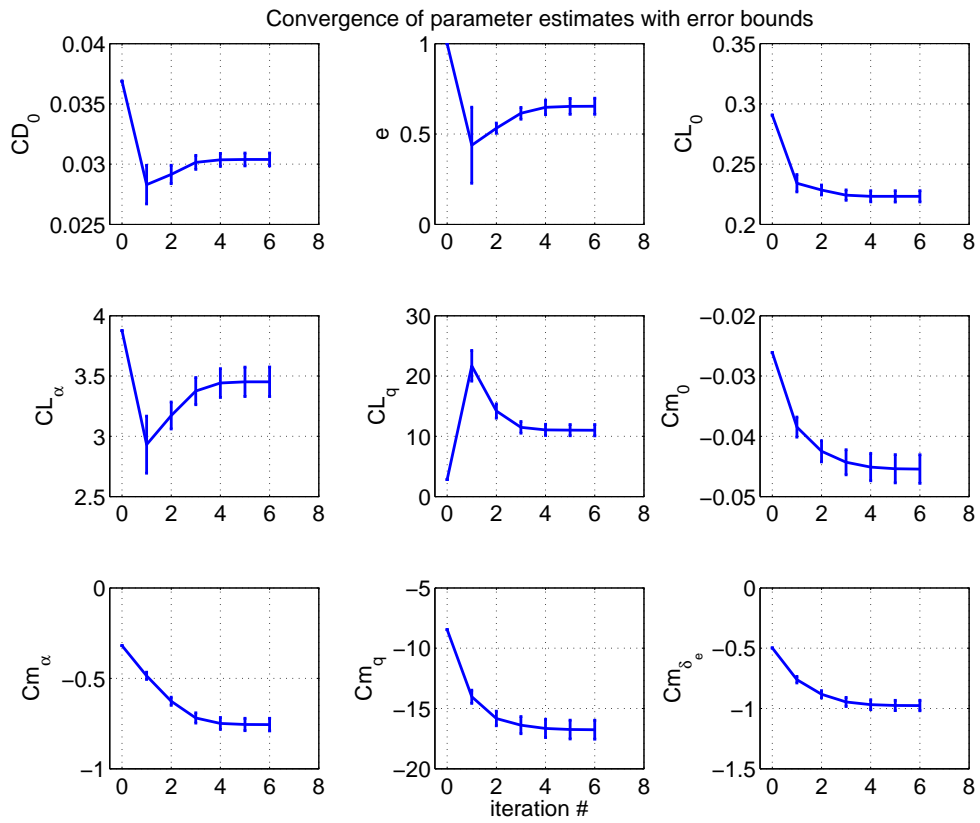 Convergence of parameter estimates with error bounds
0.04
0.035
0.03
0.025
CD0
0 2 4 6 8
1
0.5
0
e
0 2 4 6 8
0.35
0.3
0.25
0.2
CL0
0 2 4 6 8
4
3.5
3
2.5
CLα
0 2 4 6 8
30
20
10
0
CLq
0 2 4 6 8
−0.02
−0.03
−0.04
−0.05
Cm0
0 2 4 6 8
0
−0.5
−1
Cmα
0 2 4 6 8
−5
−10
−15
−20
Cmq
0 2 4 6 8
iteration #
0
−0.5
−1
−1.5
Cmδe
0 2 4 6 8